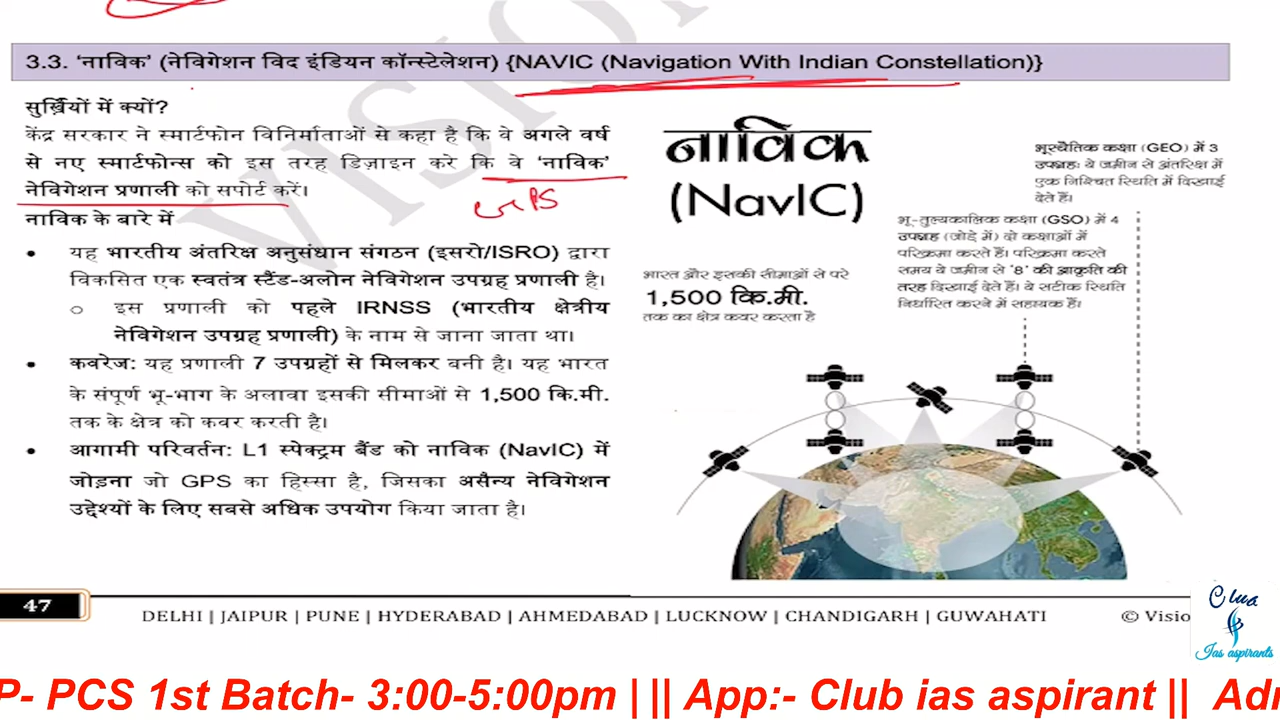 3.3. 'नाविक' (नेविगेशन विद इंडियन कॉन्स्टेलेशन) {NAVIC (Navigation With Indian Constellation)}
सुर्ख़ियों में क्यों?
केंद्र सरकार ने स्मार्टफोन विनिर्माताओं से कहा है कि वे अगले वर्ष
से नए स्मार्टफोन्स को इस तरह डिज़ाइन करे कि वे 'नाविक'
नेविगेशन प्रणाली को सपोर्ट करें।
GPS
नाविक के बारे में
• यह भारतीय अंतरिक्ष अनुसंधान संगठन (इसरो/ISRO) द्वारा
विकसित एक स्वतंत्र स्टैंड-अलोन नेविगेशन उपग्रह प्रणाली है।
○ इस प्रणाली को पहले IRNSS (भारतीय क्षेत्रीय
नेविगेशन उपग्रह प्रणाली) के नाम से जाना जाता था।
• कवरेज: यह प्रणाली 7 उपग्रहों से मिलकर बनी है। यह भारत
के संपूर्ण भू-भाग के अलावा इसकी सीमाओं से 1,500 कि.मी.
तक के क्षेत्र को कवर करती है।
• आगामी परिवर्तन: L1 स्पेक्ट्रम बैंड को नाविक (NavIC) में
जोड़ना जो GPS का हिस्सा है, जिसका असैन्य नेविगेशन
उद्देश्यों के लिए सबसे अधिक उपयोग किया जाता है।
नाविक
(NavIC)
भूस्थैतिक कक्षा (GEO) में 3
उपग्रह: ये जमीन से अंतरिक्ष में
एक निश्चित स्थिति में दिखाई
देते हैं।
भू-तुल्यकालिक कक्षा (GSO) में 4
उपग्रह (जोड़े में) दो कक्षाओं में
परिक्रमा करते हैं। परिक्रमा करते
समय वे जमीन से '8' की आकृति की
तरह दिखाई देते हैं। ये सटीक स्थिति
निर्धारित करने में सहायक हैं।
भारत और इसकी सीमाओं से परे
1,500 कि.मी.
तक का क्षेत्र कवर करता है
VISION
47
DELHI | JAIPUR | PUNE | HYDERABAD | AHMEDABAD | LUCKNOW | CHANDIGARH | GUWAHATI
© Visio
Club
Ias aspirants
P- PCS 1st Batch- 3:00-5:00pm | || App:- Club ias aspirant || Ad